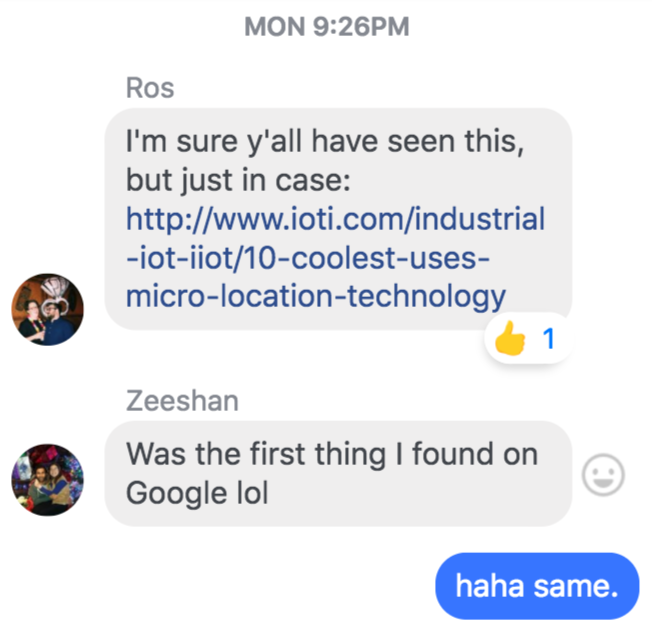 MON 9:26PM
Ros
I'm sure y'all have seen this,
but just in case:
http://www.ioti.com/industrial
-iot-iiot/10-coolest-uses-
micro-location-technology
1
Zeeshan
Was the first thing I found on
Google lol
haha same.